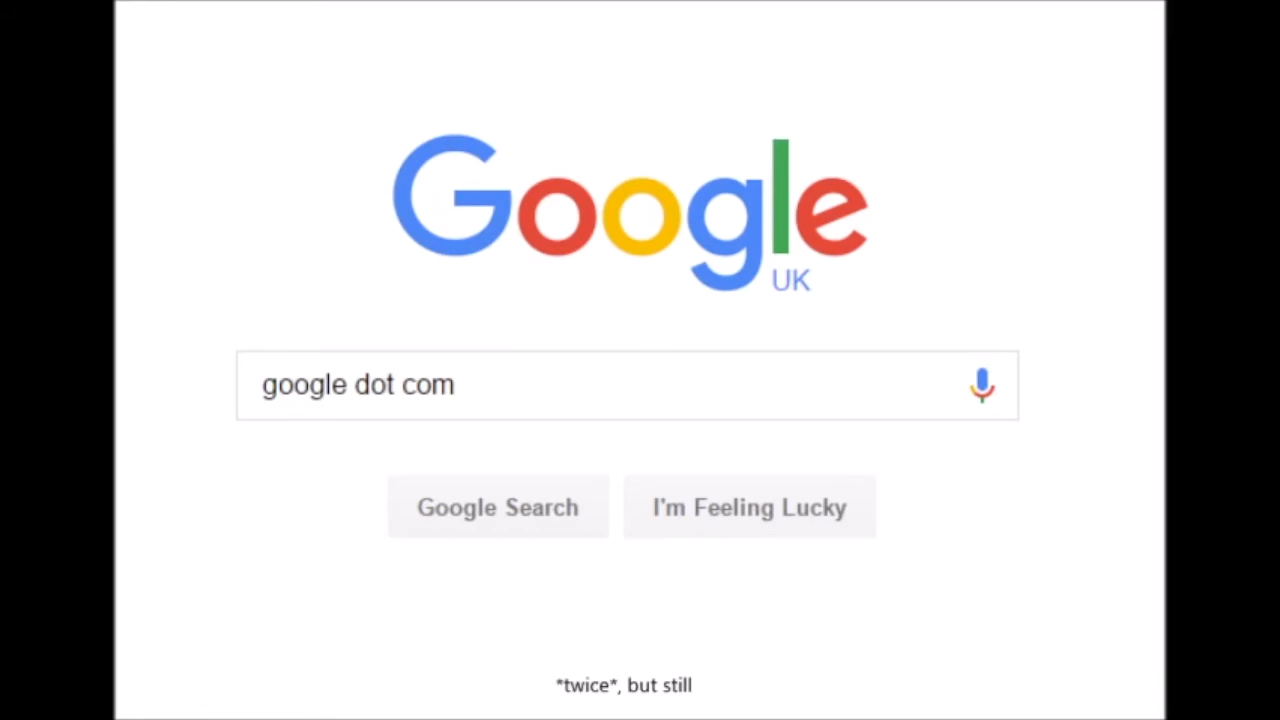 Google
UK
google dot com
Google Search
I'm Feeling Lucky
*twice*, but still